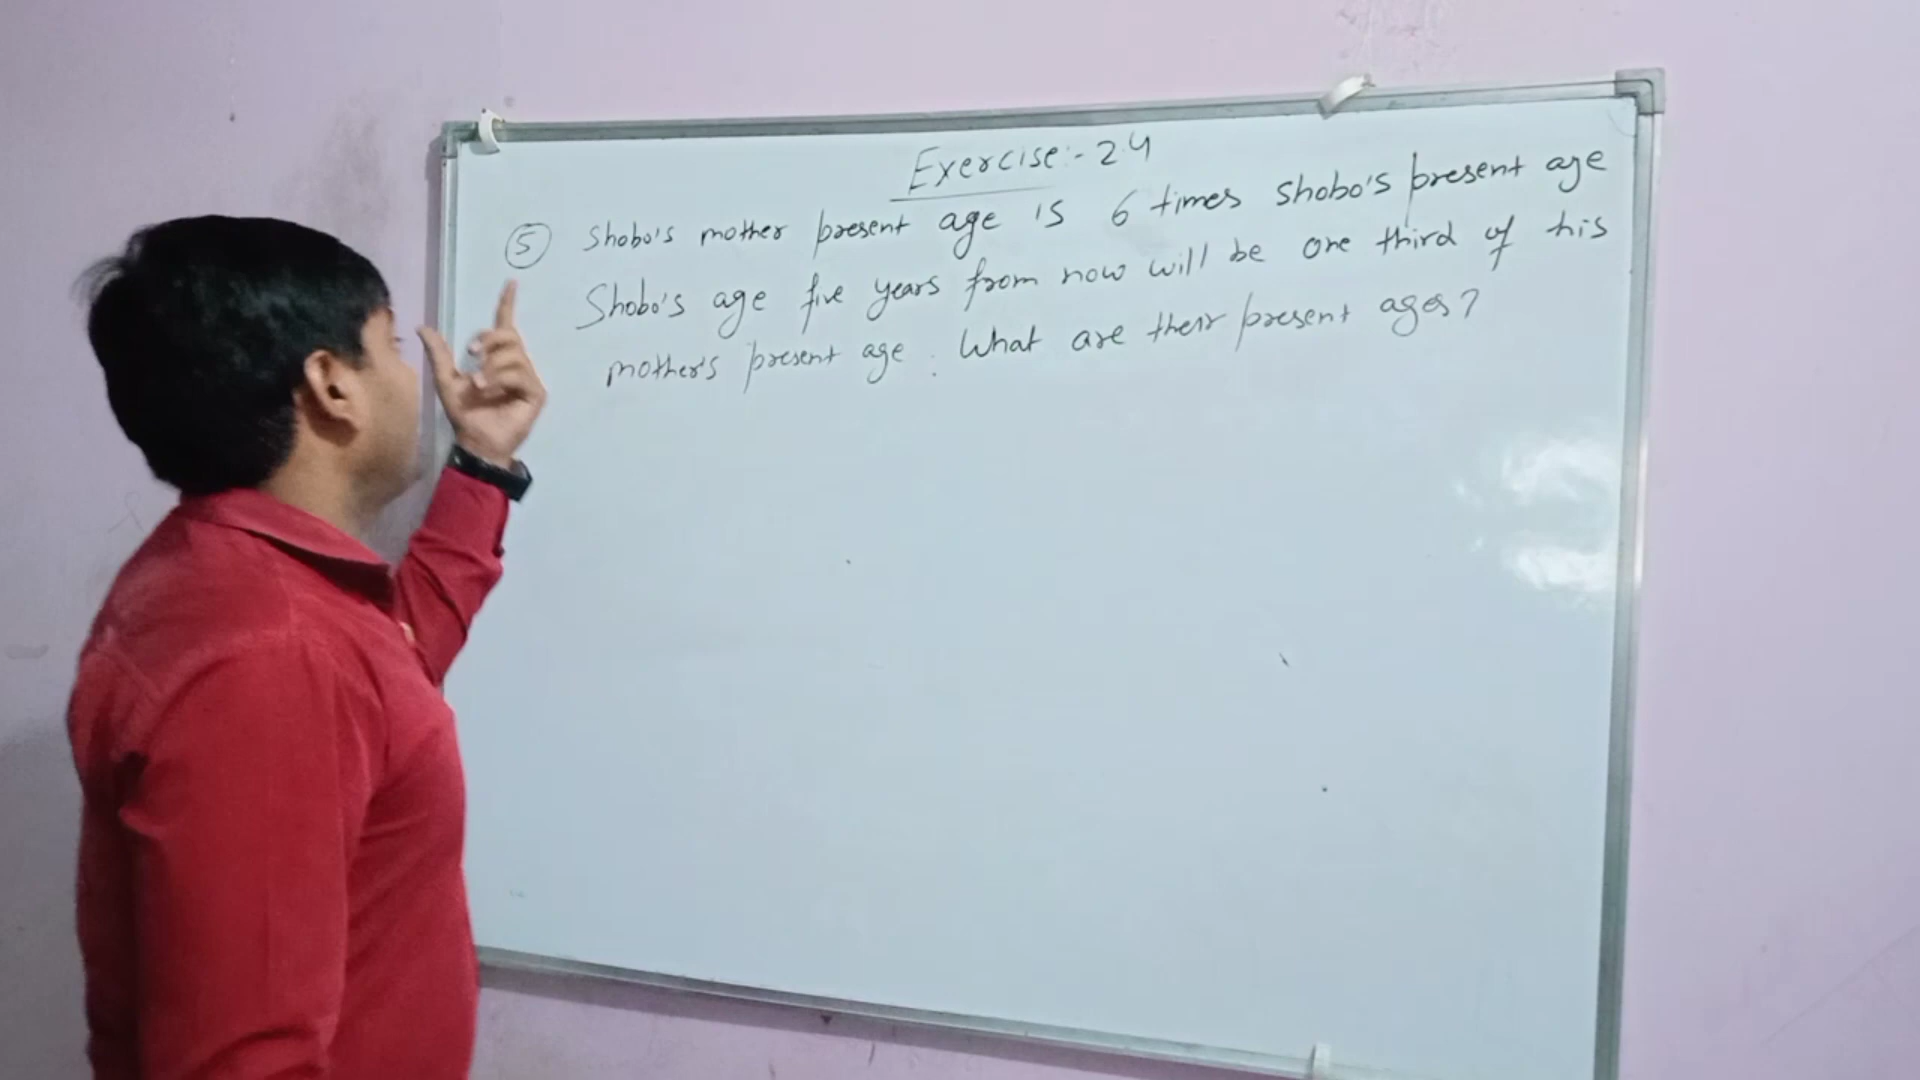 Exercise:- 2.4
5 Shobo's mother present age is 6 times shobo's present age
Shobo's age five years from now will be one third of his
mother's present age. What are their present ages?